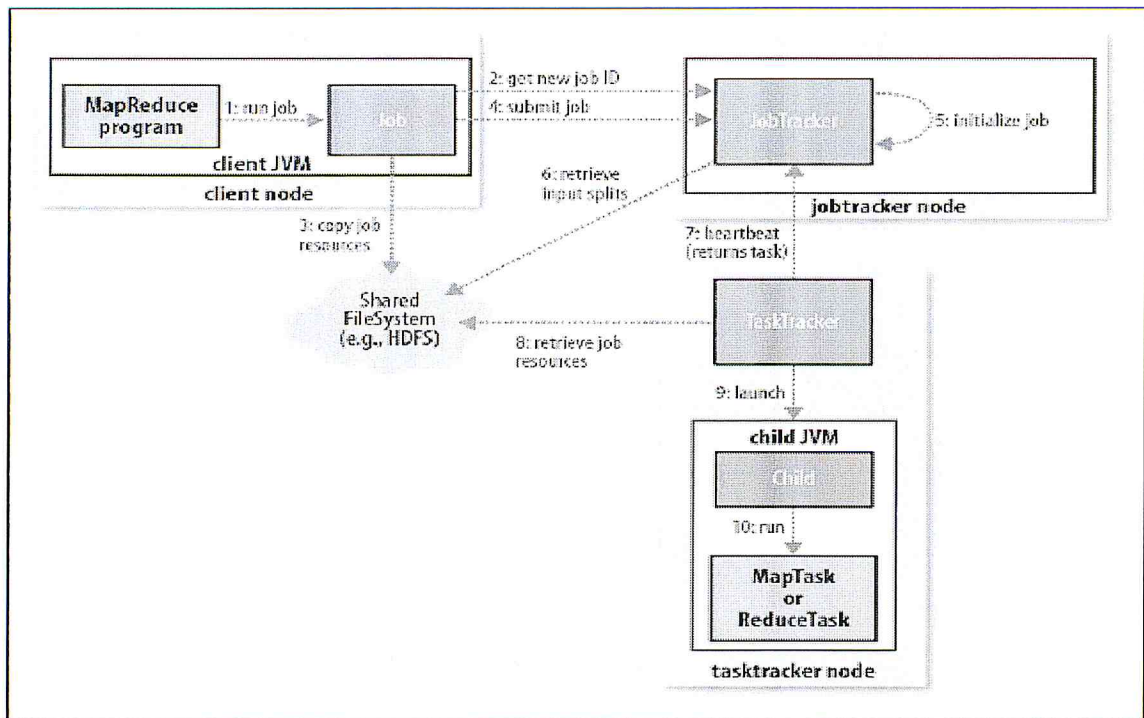 MapReduce
program
1: run job
Job
client JVM
client node
2: get new job ID
4: submit job
JobTracker
5: initialize job
jobtracker node
3: copy job
resources
6: retrieve
input splits
7: heartbeat
(returns task)
Shared
FileSystem
(e.g., HDFS)
TaskTracker
8: retrieve job
resources
9: launch
child JVM
Child
10: run
MapTask
or
ReduceTask
tasktracker node